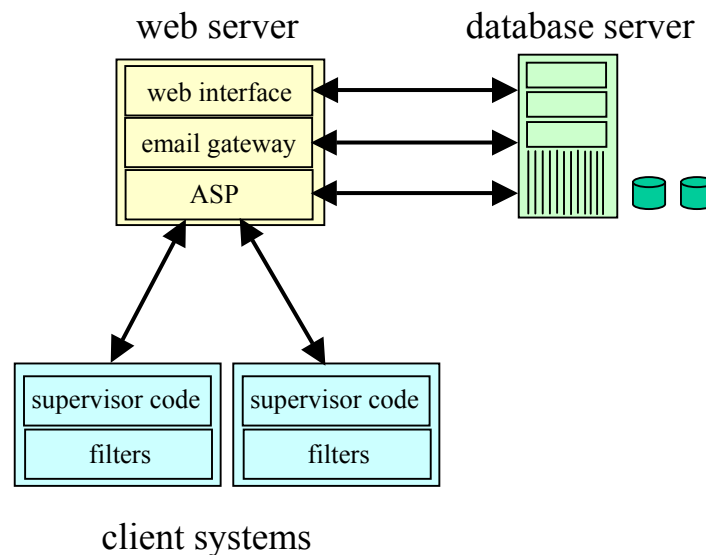 web server
database server
web interface
email gateway
ASP
supervisor code
filters
supervisor code
filters
client systems